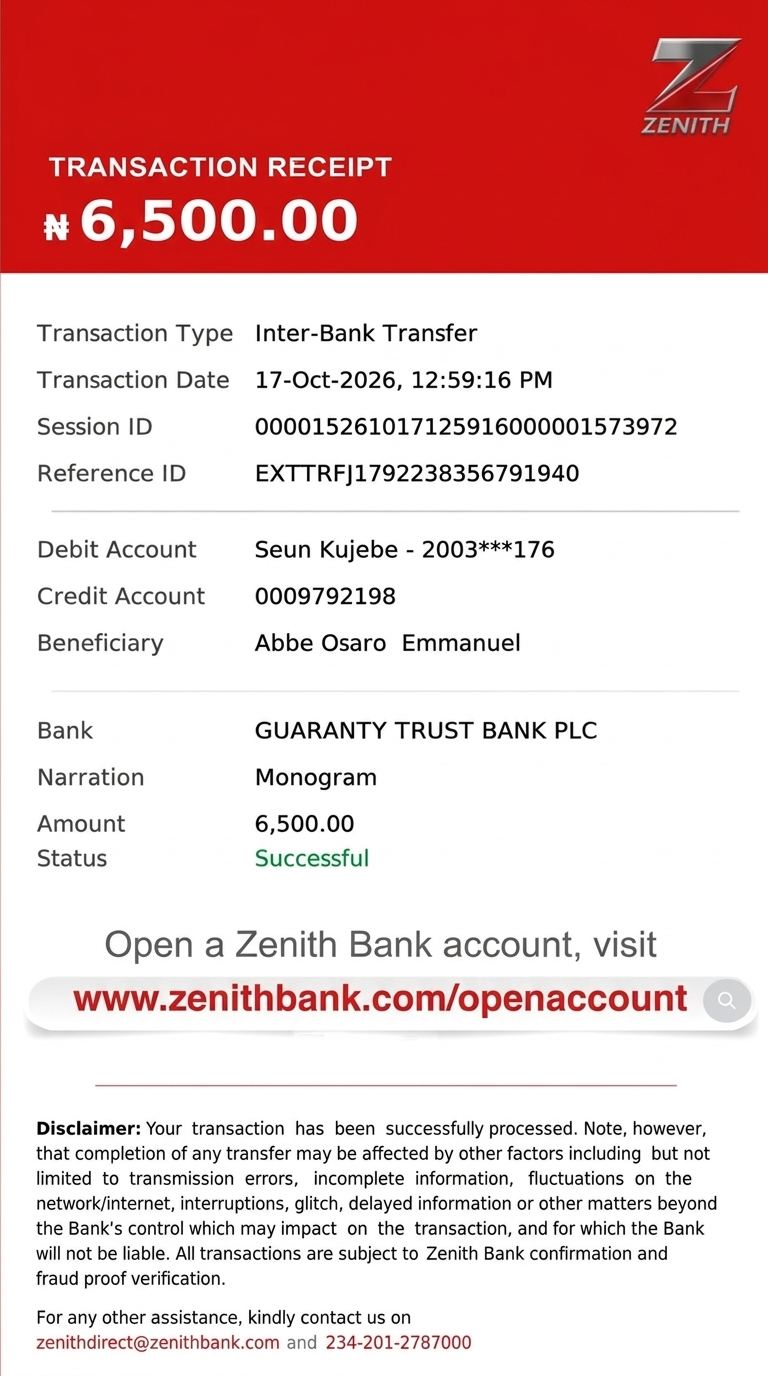 ZENITH
TRANSACTION RECEIPT
₦ 6,500.00
Transaction Type Inter-Bank Transfer
Transaction Date 17-Oct-2026, 12:59:16 PM
Session ID 000015261017125916000001573972
Reference ID EXTTRFJ1792238356791940
Debit Account Seun Kujebe - 2003***176
Credit Account 0009792198
Beneficiary Abbe Osaro  Emmanuel
Bank GUARANTY TRUST BANK PLC
Narration Monogram
Amount 6,500.00
Status Successful
Open a Zenith Bank account, visit
www.zenithbank.com/openaccount
Disclaimer: Your transaction has been successfully processed. Note, however,
that completion of any transfer may be affected by other factors including but not
limited to transmission errors, incomplete information, fluctuations on the
network/internet, interruptions, glitch, delayed information or other matters beyond
the Bank's control which may impact on the transaction, and for which the Bank
will not be liable. All transactions are subject to Zenith Bank confirmation and
fraud proof verification.
For any other assistance, kindly contact us on
zenithdirect@zenithbank.com and 234-201-2787000